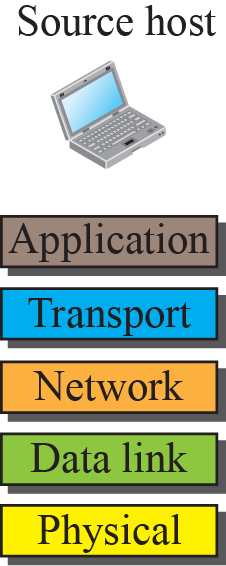 Source host
Application
Transport
Network
Data link
Physical